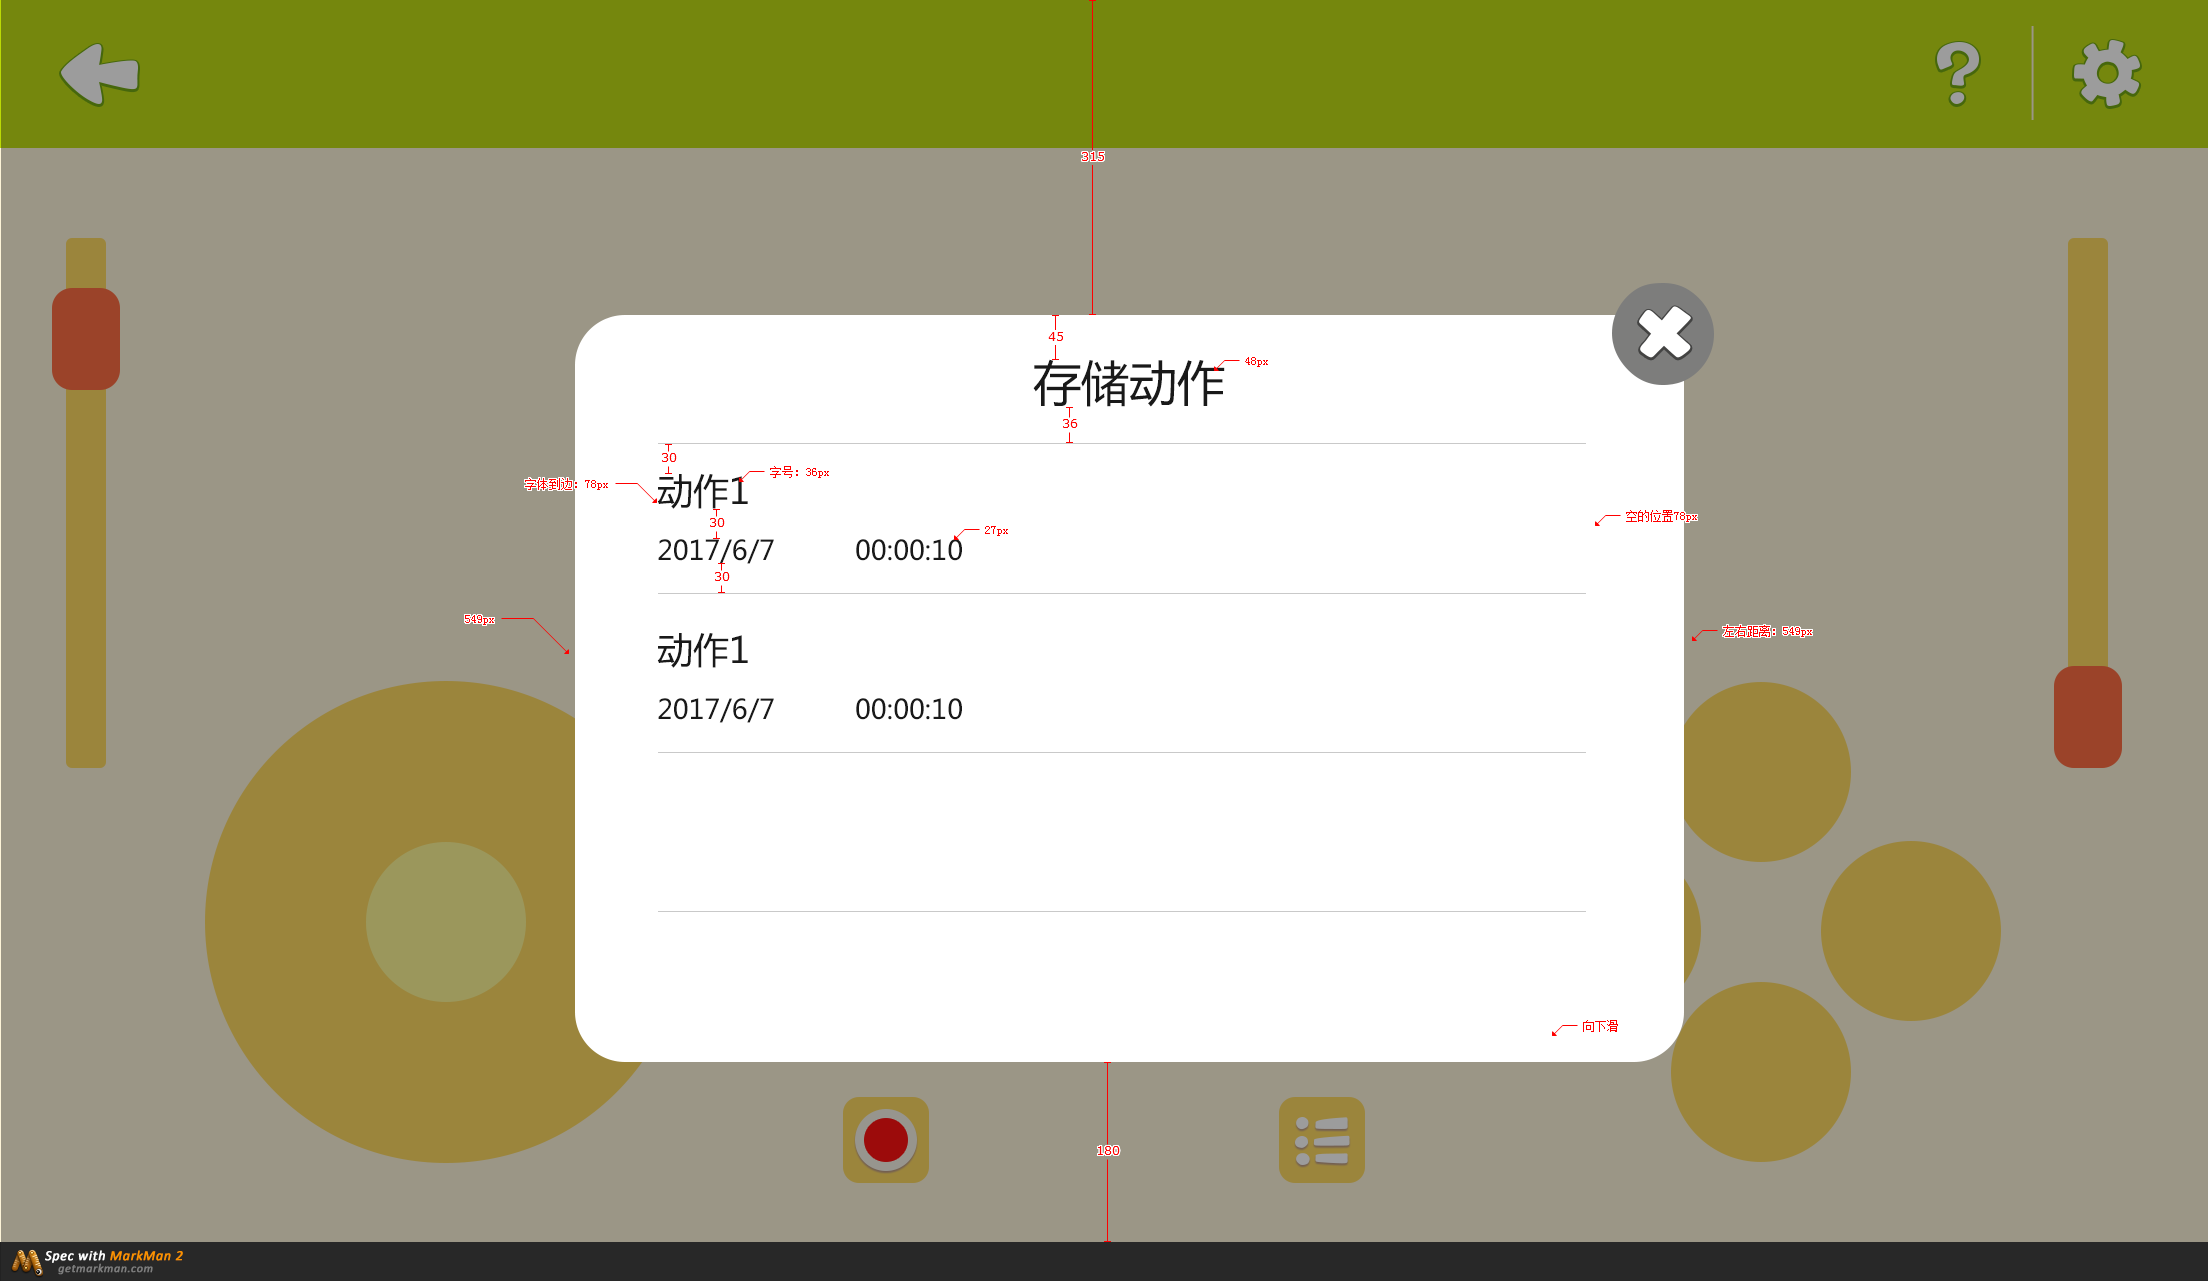 315
45
存储动作
48px
36
30
字体到边：78px
动作1
字号：36px
30
空的位置78px
2017/6/7
00:00:10
27px
30
549px
左右距离：549px
动作1
2017/6/7
00:00:10
向下滑
180
Spec with MarkMan 2
getmarkman.com